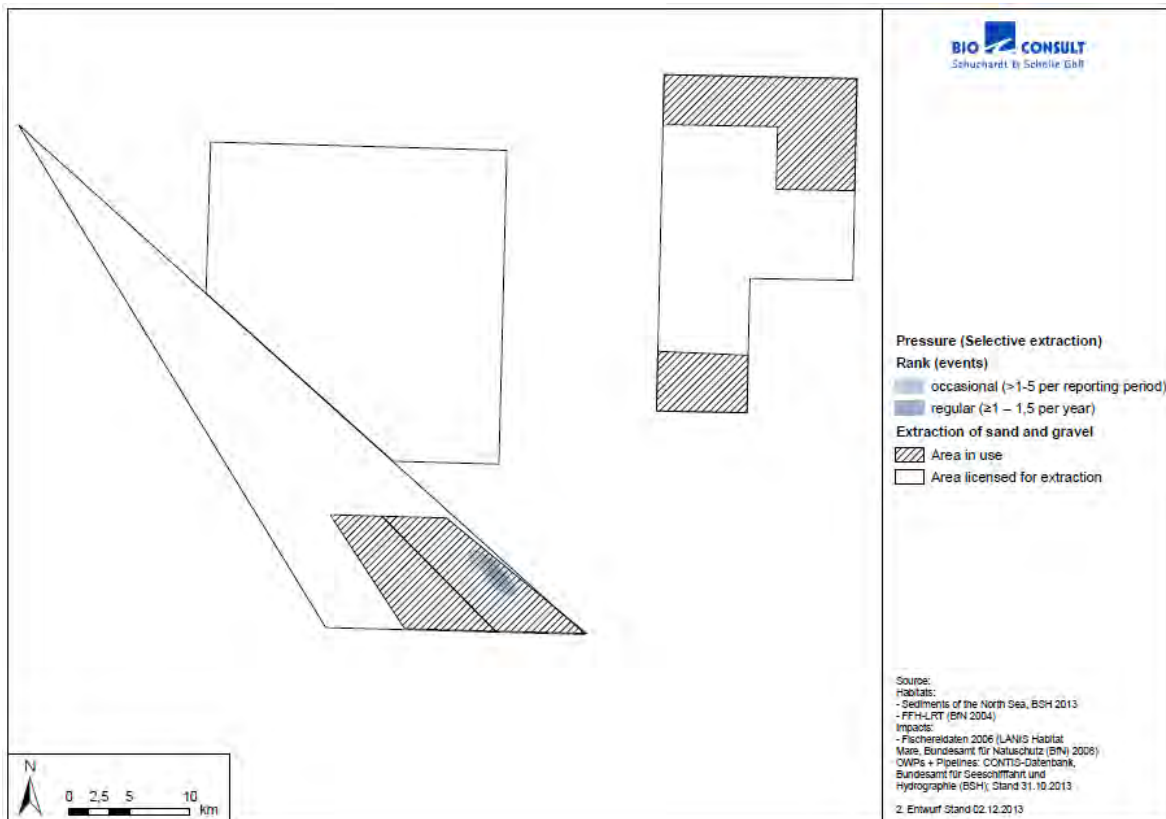 BIO CONSULT
Schuchardt & Scholle GbR
Pressure (Selective extraction)
Rank (events)
occasional (>1-5 per reporting period)
regular (≥1 – 1,5 per year)
Extraction of sand and gravel
Area in use
Area licensed for extraction
Source:
Habitats:
- Sediments of the North Sea, BSH 2013
- FFH-LRT (BfN 2004)
Impacts:
- Fischereidaten 2006 (LANIS Habitat
Mare, Bundesamt für Natuschutz (BfN) 2006)
OWPs + Pipelines: CONTIS-Datenbank,
Bundesamt für Seeschifffahrt und
Hydrographie (BSH); Stand 31.10.2013
2. Entwurf Stand 02.12.2013
N
0 2,5 5 10
km